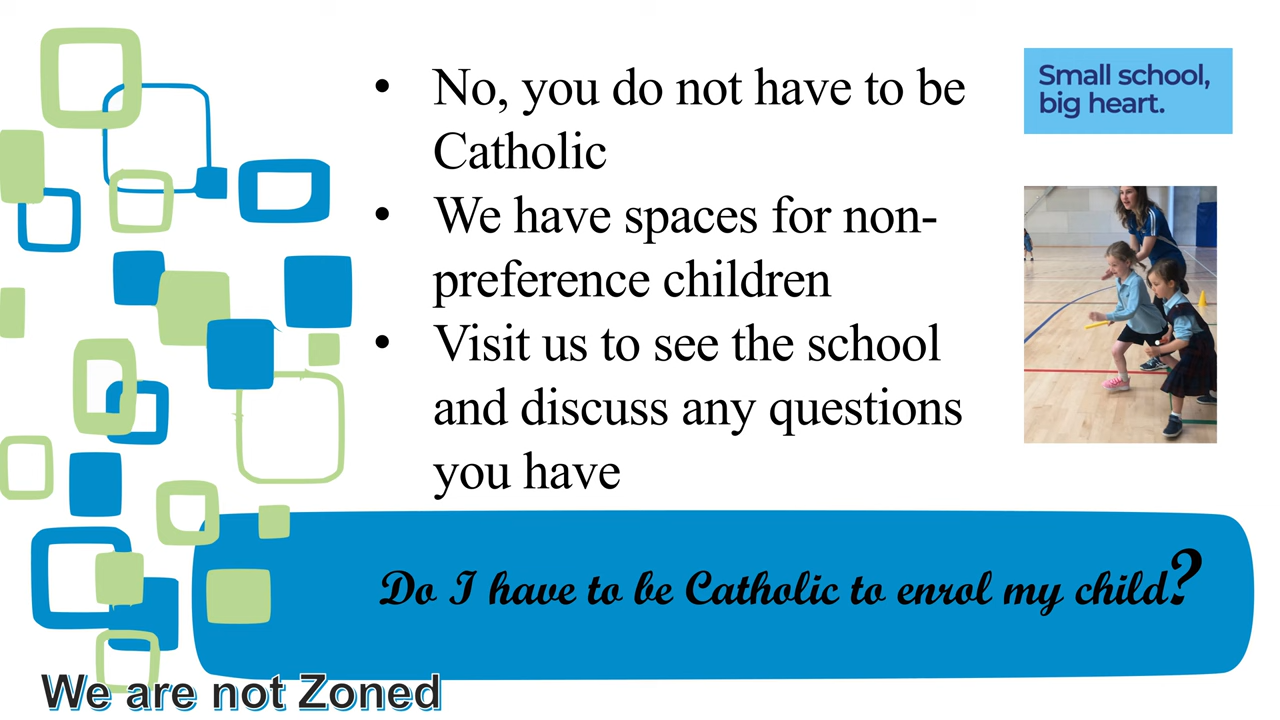 • No, you do not have to be
Catholic
• We have spaces for non-
preference children
• Visit us to see the school
and discuss any questions
you have
Small school,
big heart.
Do I have to be Catholic to enrol my child?
We are not Zoned